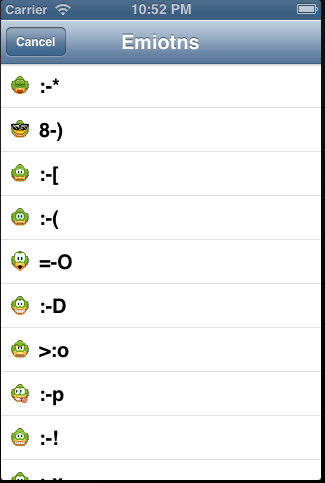 Carrier 10:52 PM
Cancel Emiotns
:-*
8-)
:-[
:-(
=-O
:-D
>:o
:-p
:-!